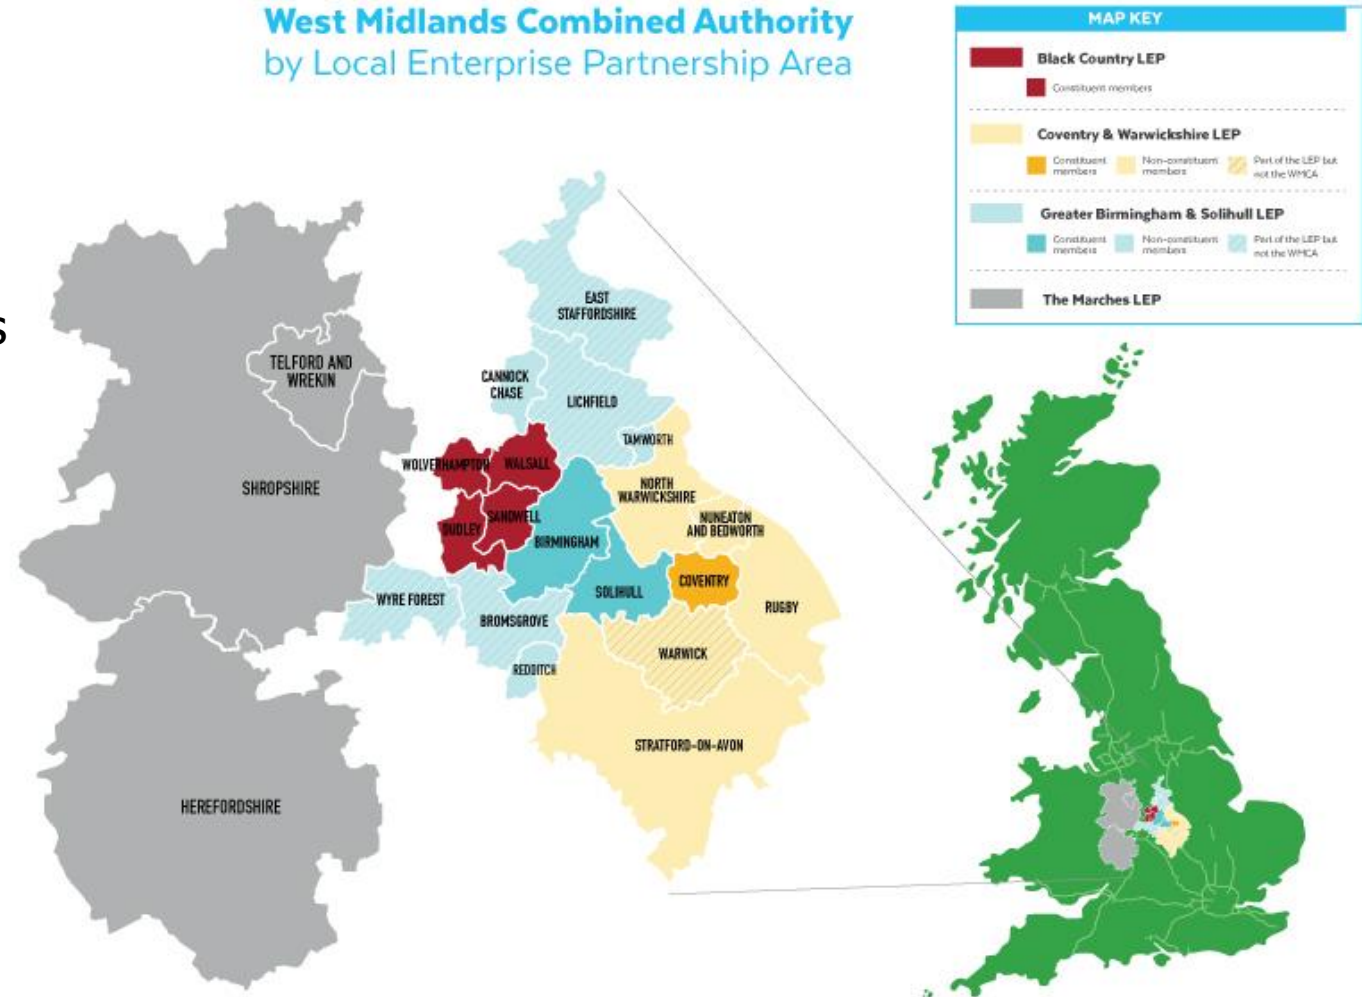 West Midlands Combined Authority
by Local Enterprise Partnership Area
MAP KEY
Black Country LEP
Constituent members
Coventry & Warwickshire LEP
Constituent
members
Non-constituent
members
Part of the LEP but
not the WMCA
Greater Birmingham & Solihull LEP
Constituent
members
Non-constituent
members
Part of the LEP but
not the WMCA
The Marches LEP
s
EAST
STAFFORDSHIRE
TELFORD AND
WREKIN
CANNOCK
CHASE
LICHFIELD
TAMWORTH
WOLVERHAMPTON
WALSALL
SHROPSHIRE
NORTH
WARWICKSHIRE
DUDLEY
SANDWELL
NUNEATON
AND BEDWORTH
BIRMINGHAM
COVENTRY
SOLIHULL
WYRE FOREST
RUGBY
BROMSGROVE
WARWICK
REDDITCH
STRATFORD-ON-AVON
HEREFORDSHIRE